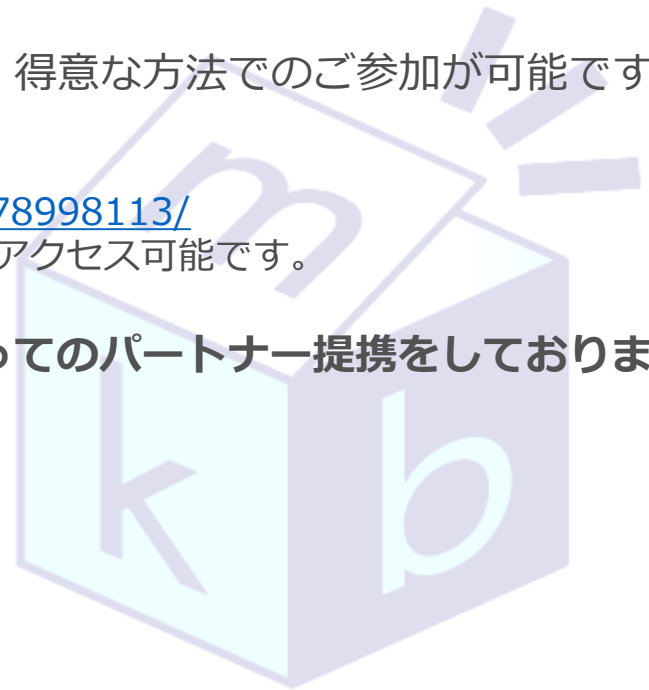 得意な方法でのご参加が可能です
78998113/
アクセス可能です。
ってのパートナー提携をしておりま
m
k b